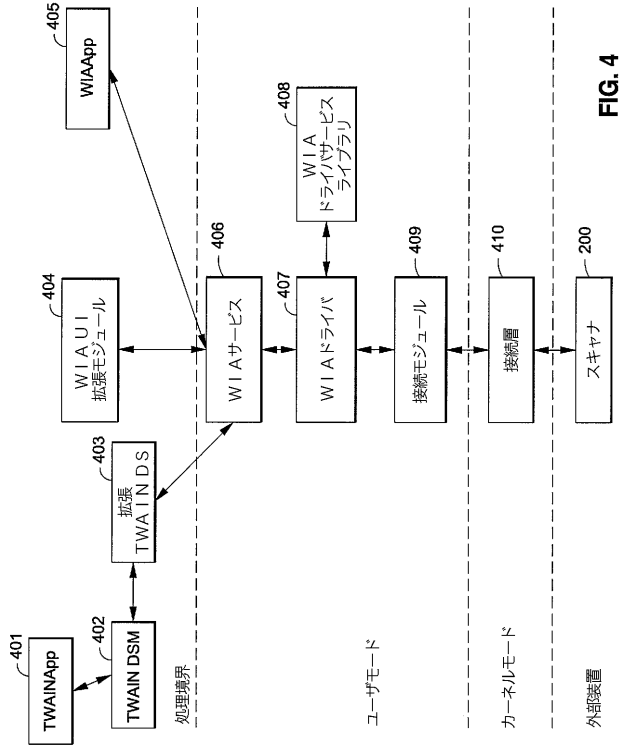 401
TWAINApp
402
TWAIN DSM
403
拡張
TWAINDS
404
WIAUI
拡張モジュール
405
WIAApp
処理境界
406
WIAサービス
407
WIAドライバ
408
WIA
ドライバサービス
ライブラリ
409
接続モジュール
ユーザモード
410
接続層
カーネルモード
200
スキャナ
外部装置
FIG. 4